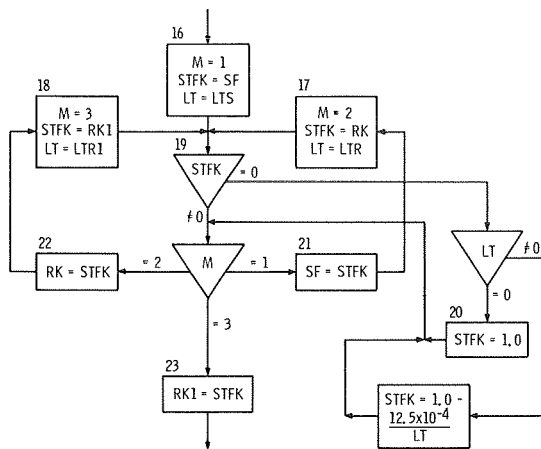 16
M = 1
STFK = SF
LT = LTS
18
M = 3
STFK = RK1
LT = LTR1
17
M = 2
STFK = RK
LT = LTR
19
STFK
= 0
≠0
22
RK = STFK
= 2
M
= 1
21
SF = STFK
LT
≠0
= 0
20
STFK = 1.0
= 3
23
RK1 = STFK
STFK = 1.0 -
12.5x10-4
LT